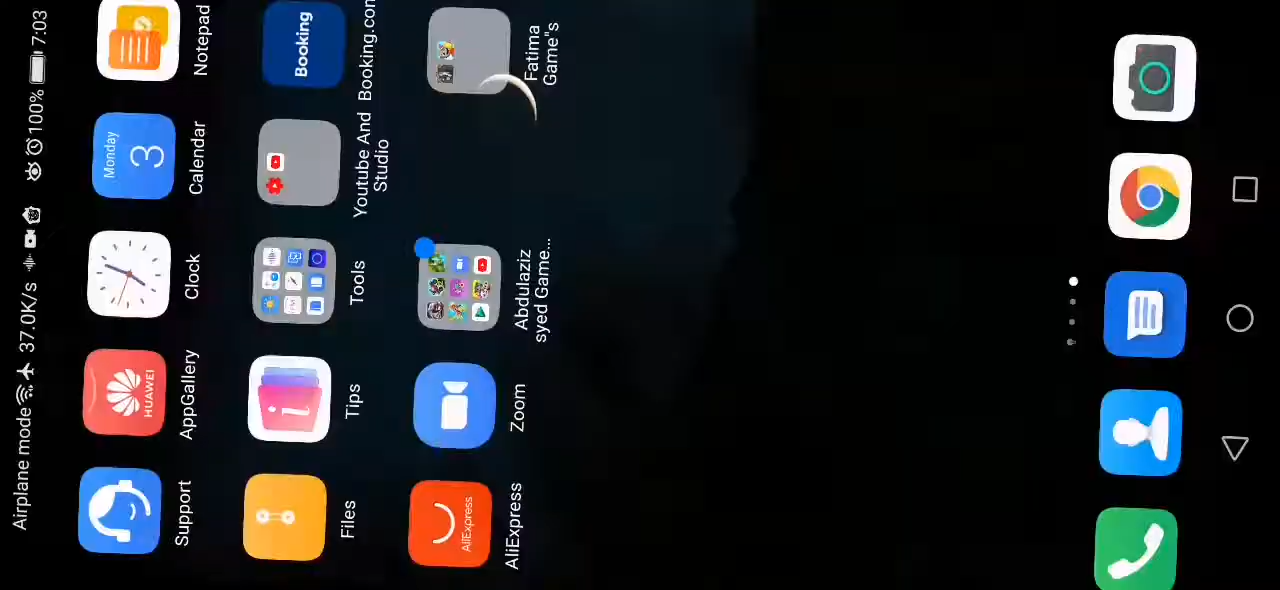 Airplane mode 37.0K/s 100% 7:03
Support
HUAWEI
AppGallery
Clock
Monday
3
Calendar
Notepad
Files
Tips
Tools
Youtube And
Studio
Booking
Booking.com
AliExpress
AliExpress
Zoom
Abdulaziz
syed Game...
Fatima
Game"s